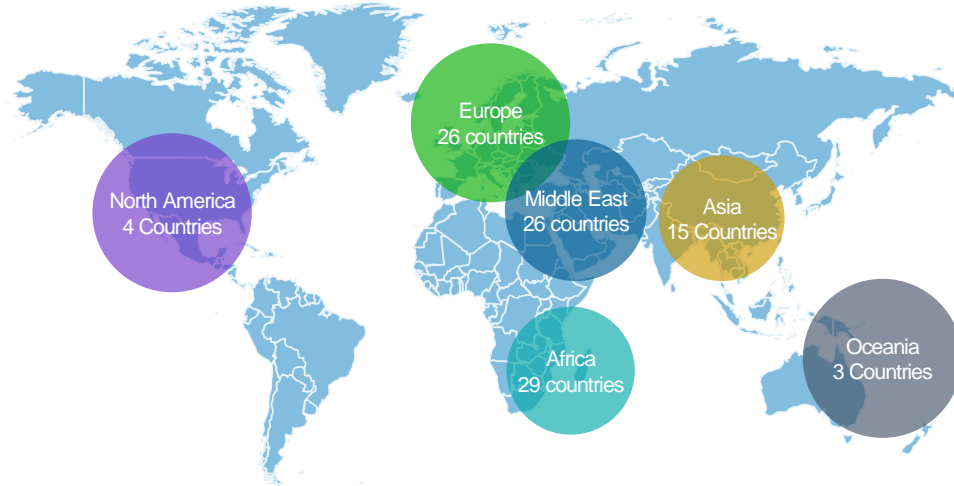 Europe
26 countries
North America
4 Countries
Middle East
26 countries
Asia
15 Countries
Africa
29 countries
Oceania
3 Countries